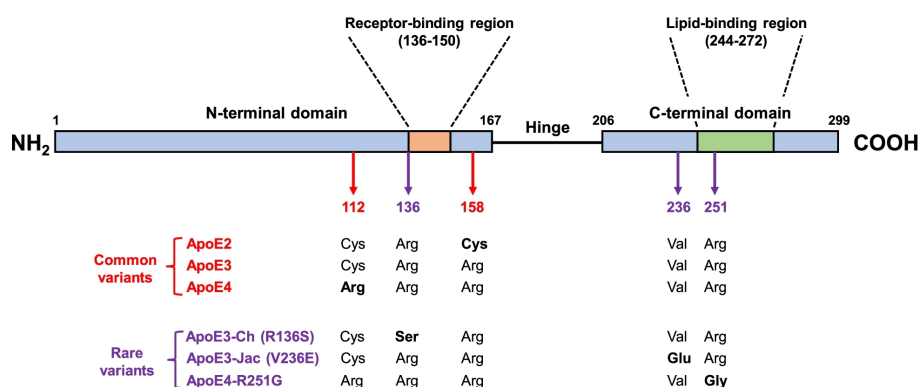 Receptor-binding region
(136-150)
Lipid-binding region
(244-272)
1
N-terminal domain
167
Hinge
206
C-terminal domain
299
NH2
COOH
112
136
158
236
251
Common
variants
ApoE2 Cys Arg Cys Val Arg
ApoE3 Cys Arg Arg Val Arg
ApoE4 Arg Arg Arg Val Arg
Rare
variants
ApoE3-Ch (R136S) Cys Ser Arg Val Arg
ApoE3-Jac (V236E) Cys Arg Arg Glu Arg
ApoE4-R251G Arg Arg Arg Val Gly